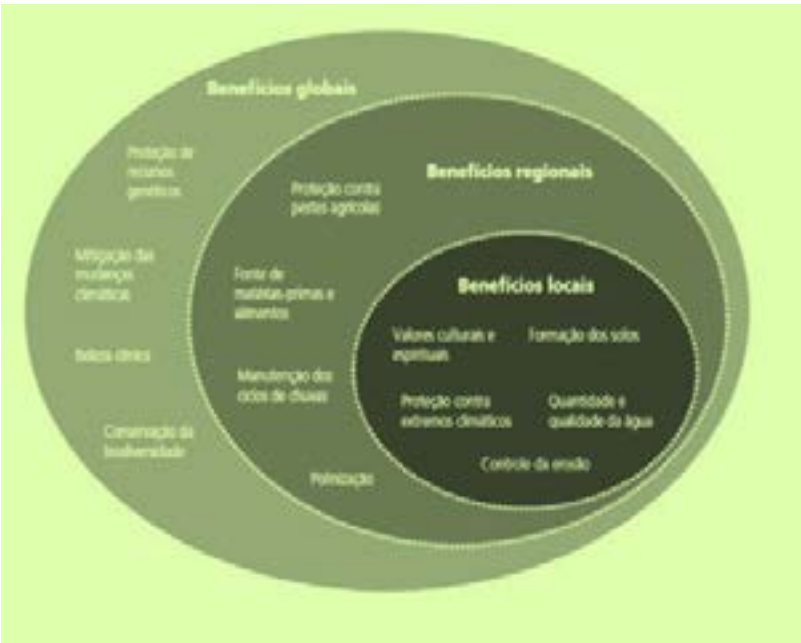 Benefícios globais
Proteção de
recursos
genéticos
Mitigação das
mudanças
climáticas
Beleza cênica
Conservação da
biodiversidade
Benefícios regionais
Proteção contra
pestes agrícolas
Fonte de
matérias-primas e
alimentos
Manutenção dos
ciclos de chuvas
Polinização
Benefícios locais
Valores culturais e
espirituais
Formação dos solos
Proteção contra
extremos climáticos
Quantidade e
qualidade da água
Controle da erosão